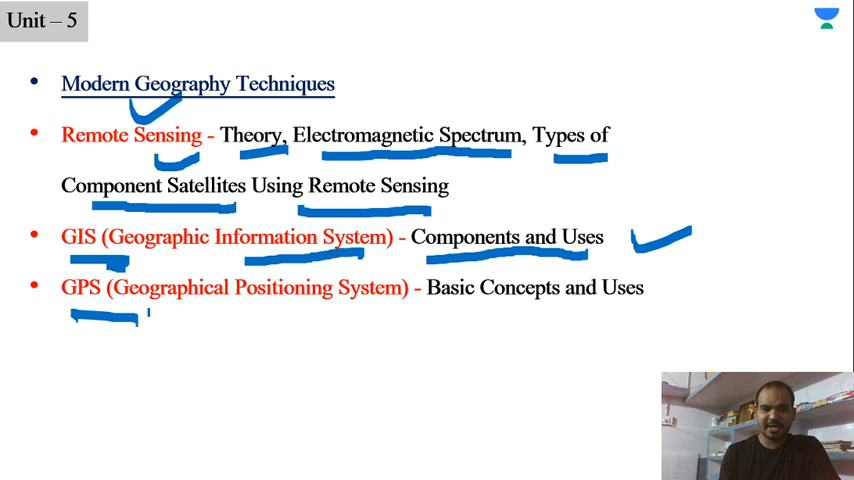 Unit – 5
• Modern Geography Techniques
• Remote Sensing - Theory, Electromagnetic Spectrum, Types of
Component Satellites Using Remote Sensing
• GIS (Geographic Information System) - Components and Uses
• GPS (Geographical Positioning System) - Basic Concepts and Uses